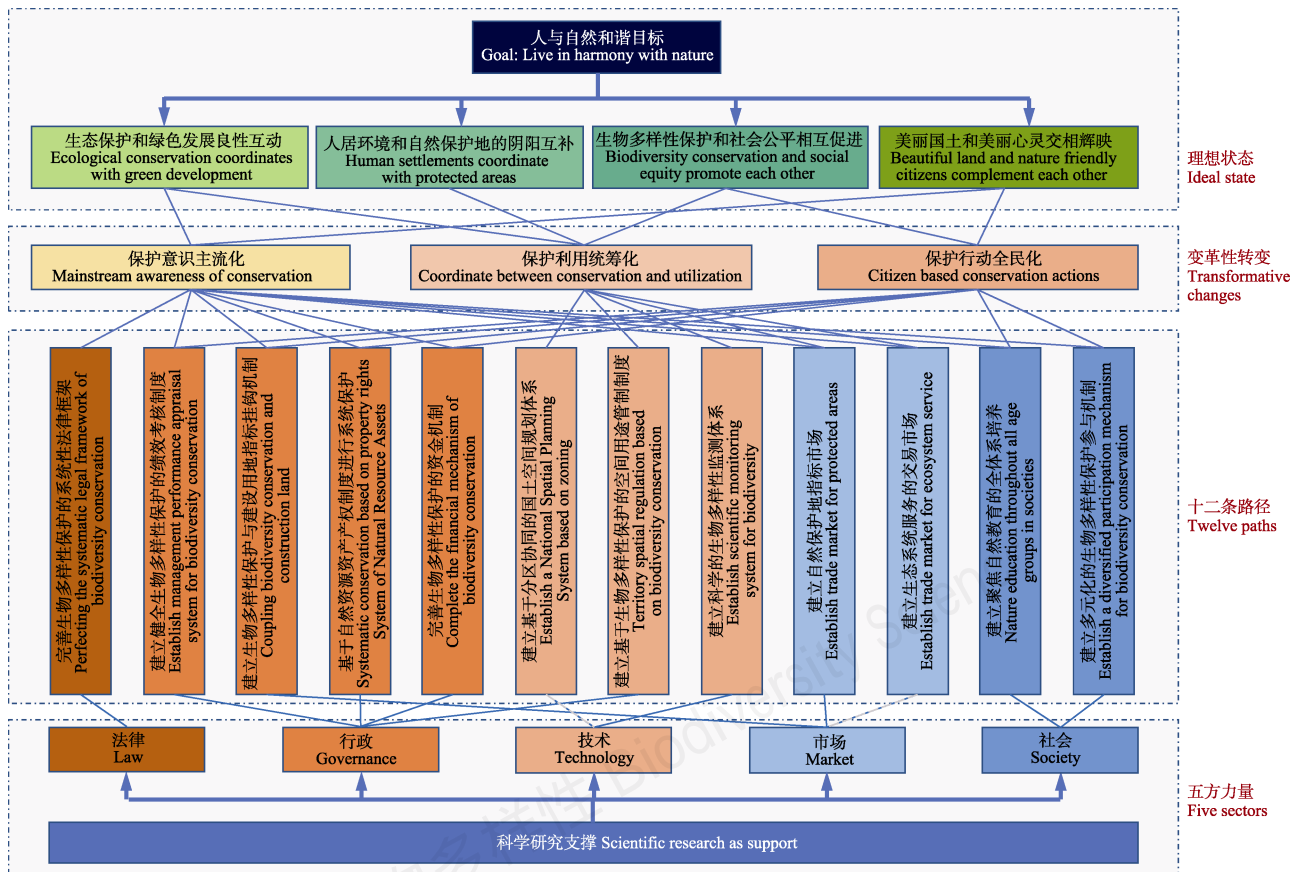 人与自然和谐目标
Goal: Live in harmony with nature
生态保护和绿色发展良性互动
Ecological conservation coordinates
with green development
人居环境和自然保护地的阴阳互补
Human settlements coordinate
with protected areas
生物多样性保护和社会公平相互促进
Biodiversity conservation and social
equity promote each other
美丽国土和美丽心灵交相辉映
Beautiful land and nature friendly
citizens complement each other
理想状态
Ideal state
保护意识主流化
Mainstream awareness of conservation
保护利用统筹化
Coordinate between conservation and utilization
保护行动全民化
Citizen based conservation actions
变革性转变
Transformative
changes
完善生物多样性保护的系统性法律框架
Perfecting the systematic legal framework of
biodiversity conservation
建立健全生物多样性保护的绩效考核制度
Establish management performance appraisal
system for biodiversity conservation
建立生物多样性保护与建设用地指标挂钩机制
Coupling biodiversity conservation and
construction land
基于自然资源资产产权制度进行系统保护
Systematic conservation based on property rights
System of Natural Resource Assets
完善生物多样性保护的资金机制
Complete the financial mechanism of
biodiversity conservation
建立基于分区协同的国土空间规划体系
Establish a National Spatial Planning
System based on zoning
建立基于生物多样性保护的空间用途管制制度
Territory spatial regulation based
on biodiversity conservation
建立科学的生物多样性监测体系
Establish scientific monitoring
system for biodiversity
建立自然保护地指标市场
Establish trade market for protected areas
建立生态系统服务的交易市场
Establish trade market for ecosystem service
建立聚焦自然教育的全体系培养
Nature education throughout all age
groups in societies
建立多元化的生物多样性保护参与机制
Establish a diversified participation mechanism
for biodiversity conservation
十二条路径
Twelve paths
法律
Law
行政
Governance
技术
Technology
市场
Market
社会
Society
五方力量
Five sectors
科学研究支撑 Scientific research as support
多样性 Biodiversity Scien